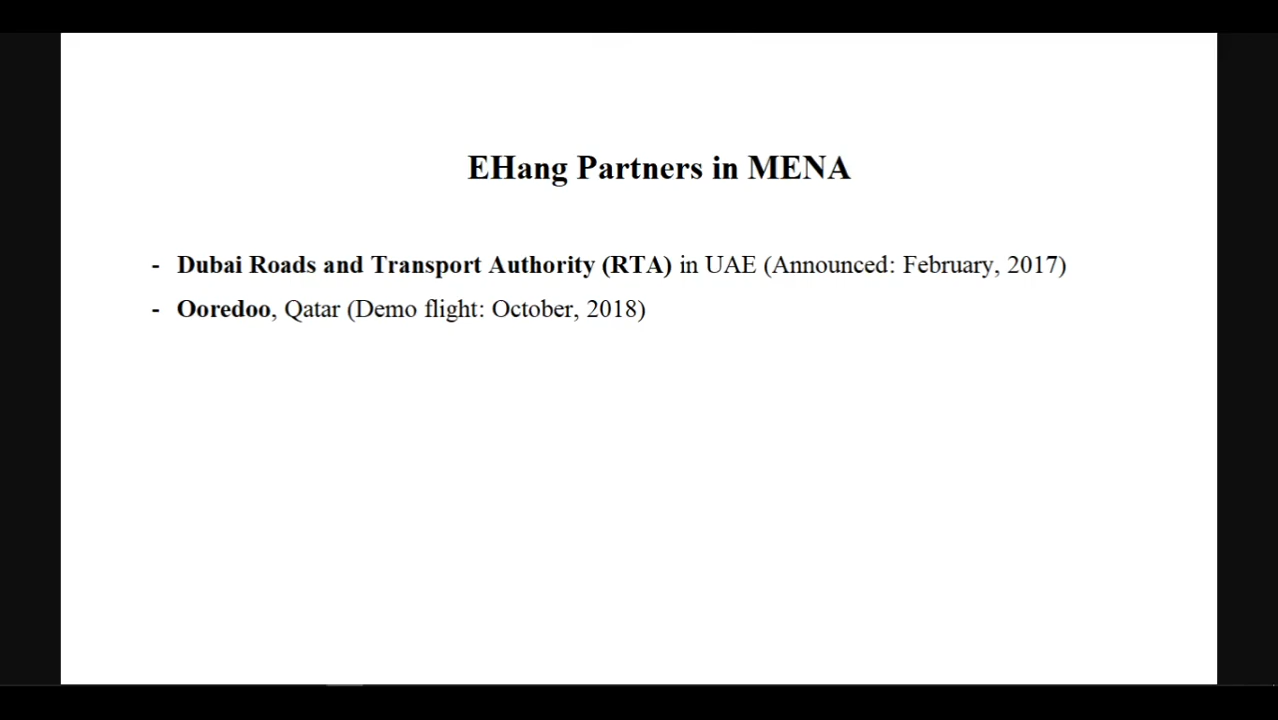 EHang Partners in MENA
- Dubai Roads and Transport Authority (RTA) in UAE (Announced: February, 2017)
- Ooredoo, Qatar (Demo flight: October, 2018)